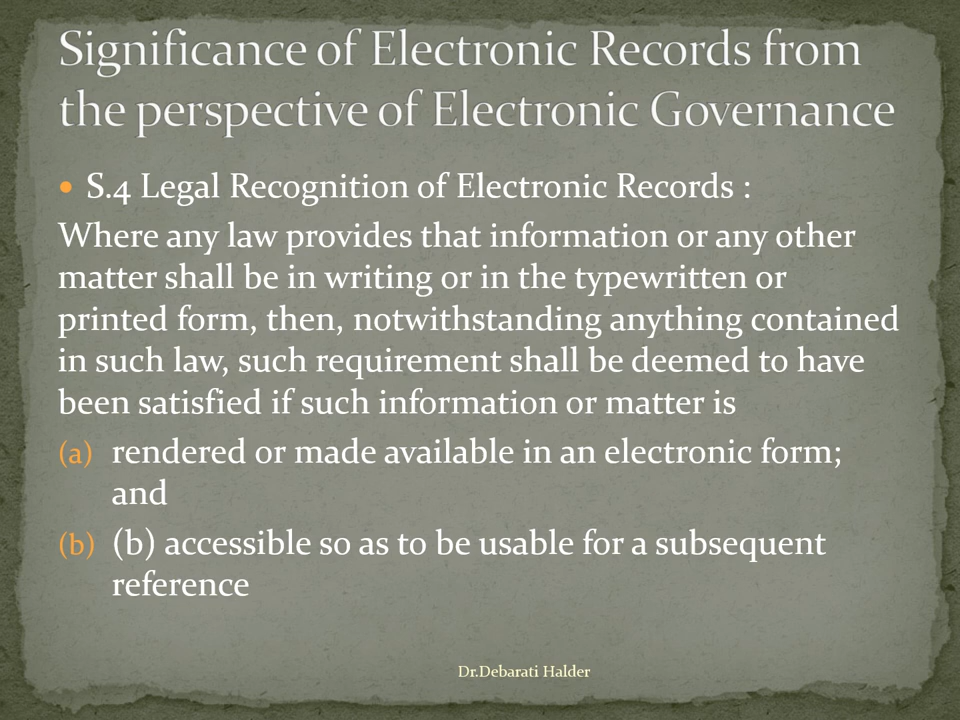 Significance of Electronic Records from
the perspective of Electronic Governance
• S.4 Legal Recognition of Electronic Records :
Where any law provides that information or any other
matter shall be in writing or in the typewritten or
printed form, then, notwithstanding anything contained
in such law, such requirement shall be deemed to have
been satisfied if such information or matter is
(a) rendered or made available in an electronic form;
and
(b) (b) accessible so as to be usable for a subsequent
reference
Dr.Debarati Halder